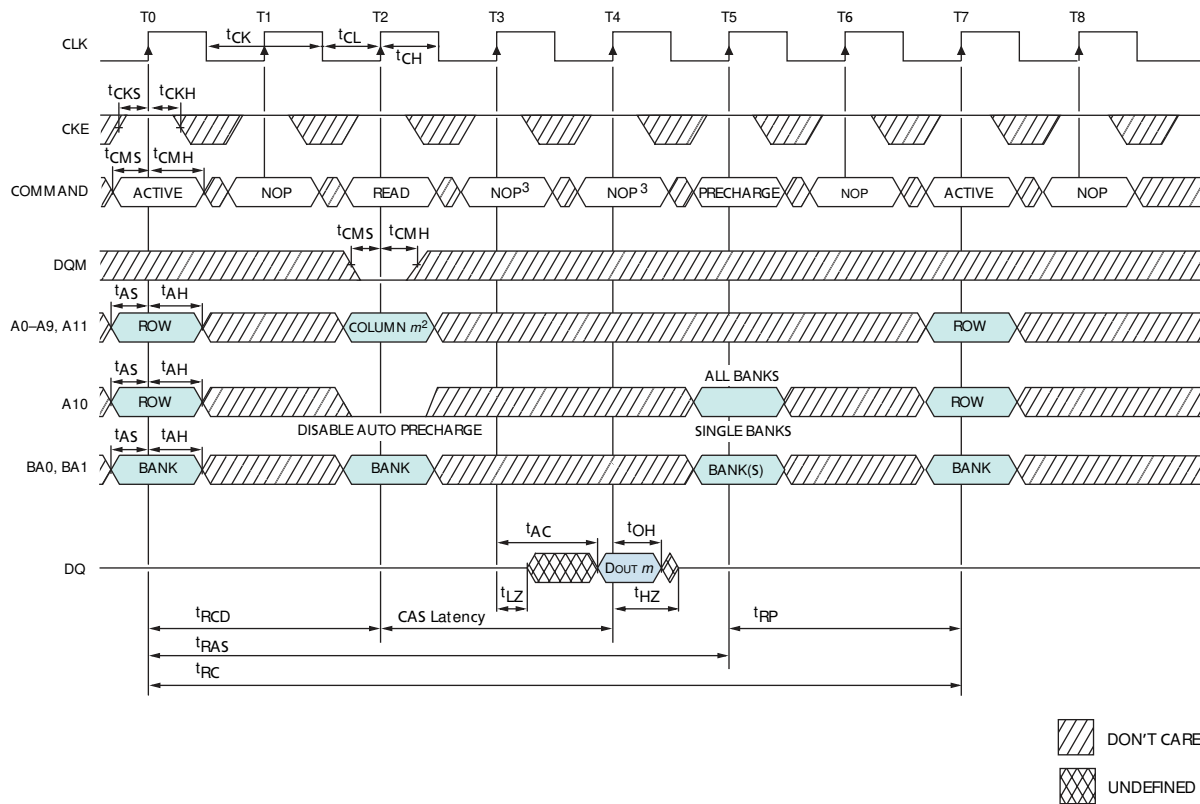 T0 T1 T2 T3 T4 T5 T6 T7 T8
CLK tCK tCL tCH
tCKS tCKH
CKE
tCMS tCMH
COMMAND ACTIVE NOP READ NOP3 NOP3 PRECHARGE NOP ACTIVE NOP
tCMS tCMH
DQM
tAS tAH
A0–A9, A11 ROW COLUMN m2 ROW
tAS tAH ALL BANKS
A10 ROW ROW
DISABLE AUTO PRECHARGE SINGLE BANKS
tAS tAH
BA0, BA1 BANK BANK BANK(S) BANK
tAC tOH
DQ DOUT m
tLZ tHZ
tRCD CAS Latency tRP
tRAS
tRC
DON'T CARE
UNDEFINED